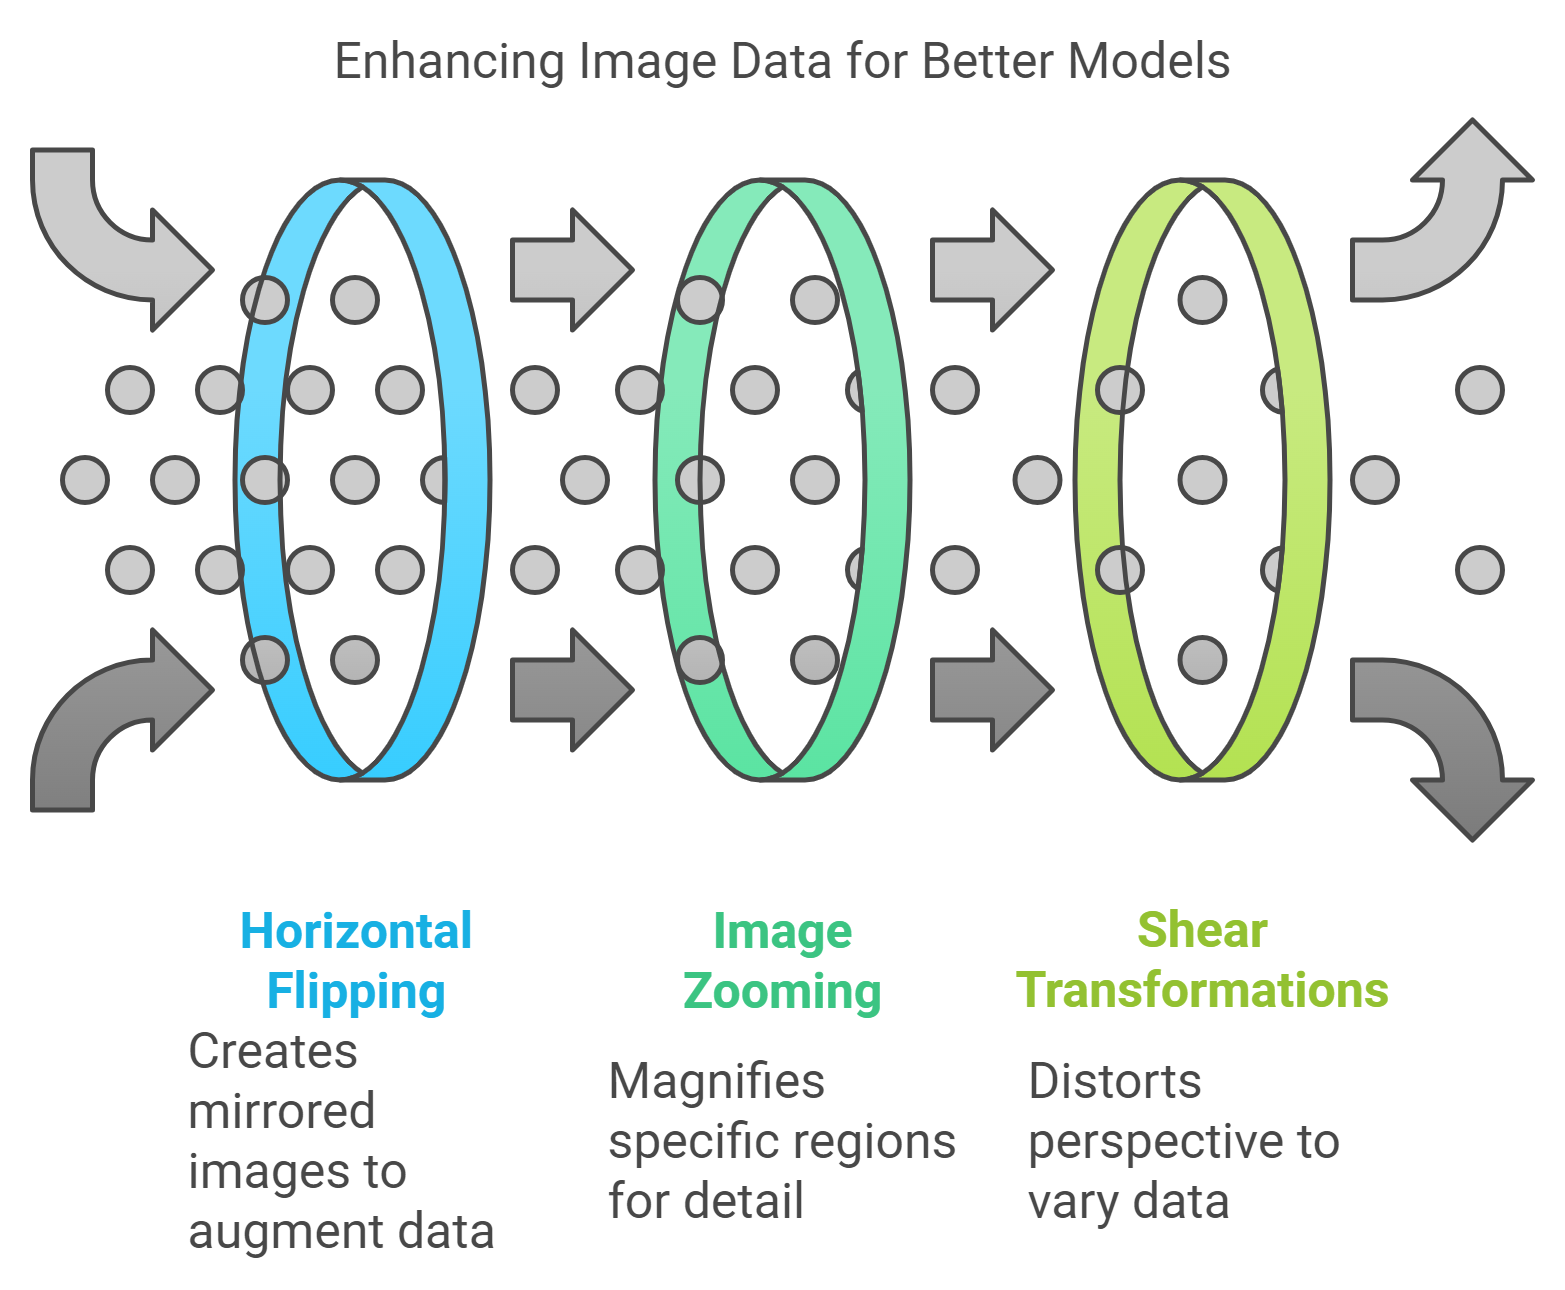 Enhancing Image Data for Better Models
Horizontal
Flipping
Creates
mirrored
images to
augment data
Image
Zooming
Magnifies
specific regions
for detail
Shear
Transformations
Distorts
perspective to
vary data